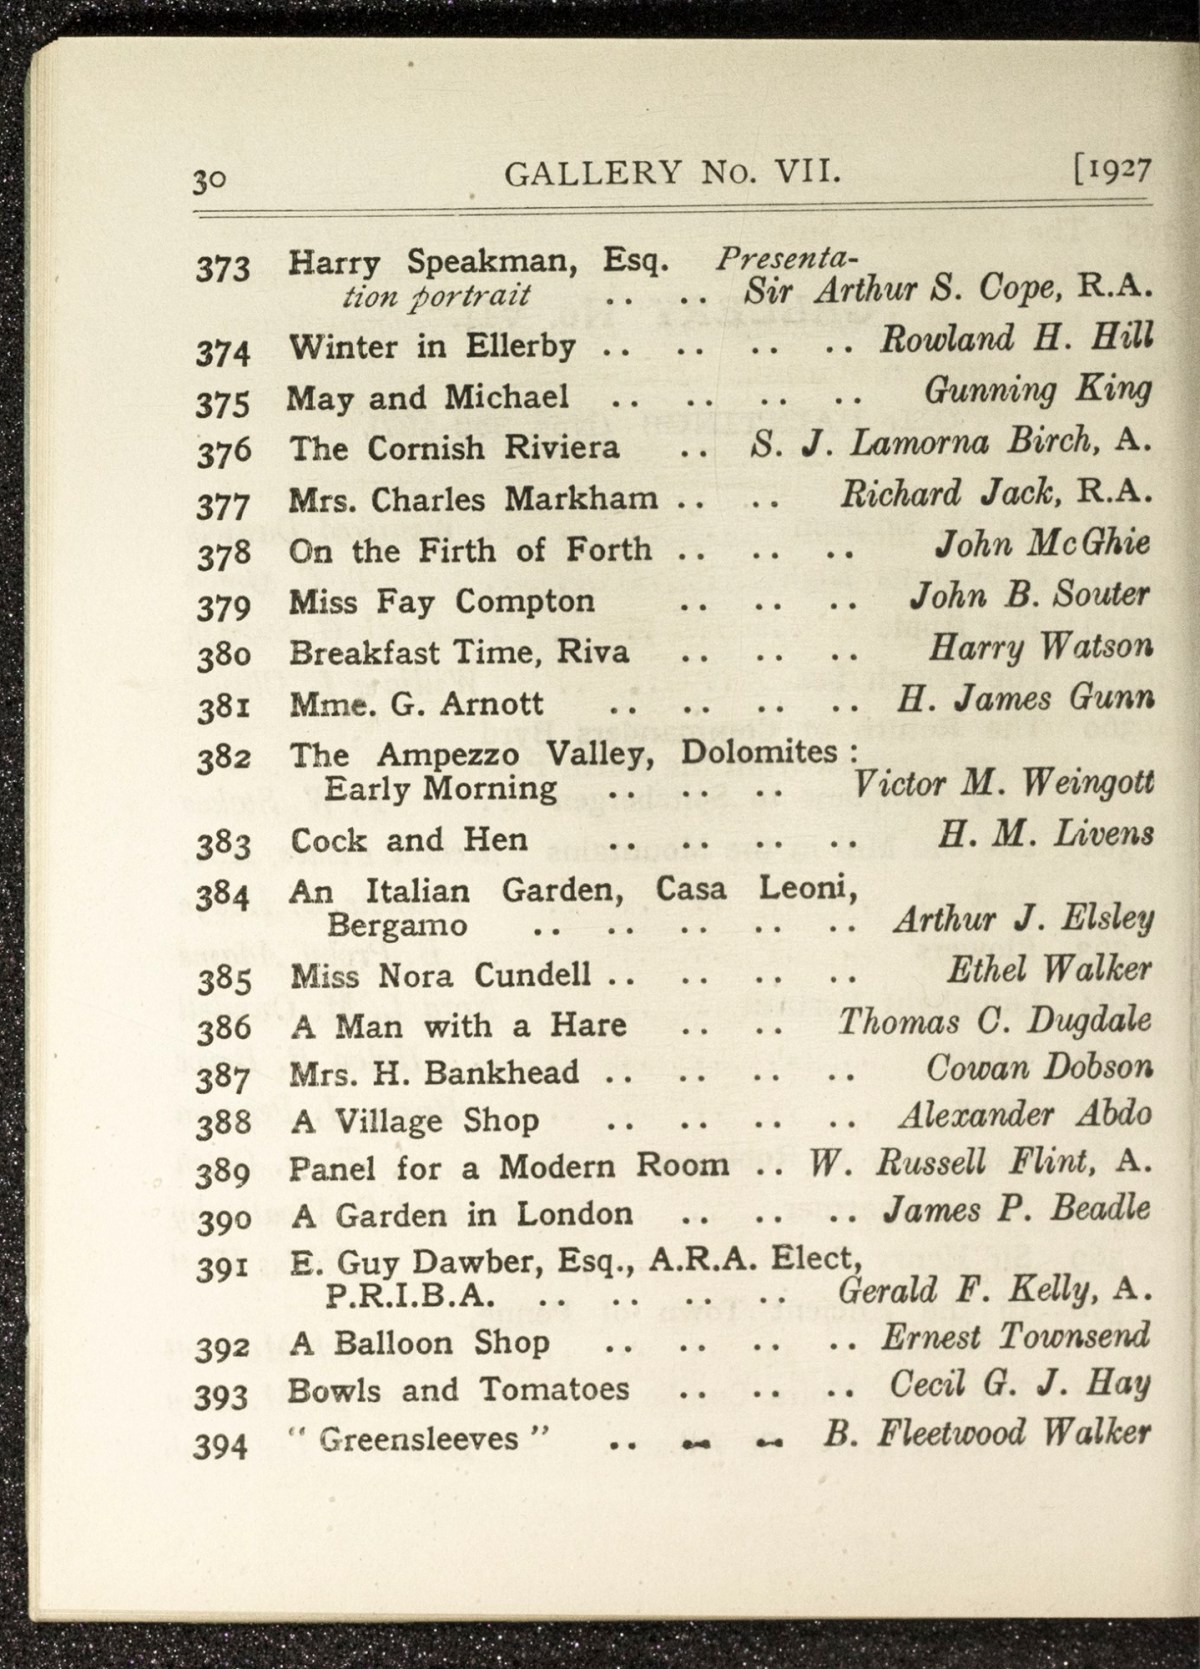 30 GALLERY No. VII. [1927
373 Harry Speakman, Esq. Presenta-
tion portrait .. .. Sir Arthur S. Cope, R.A.
374 Winter in Ellerby .. .. .. .. Rowland H. Hill
375 May and Michael .. .. .. .. Gunning King
376 The Cornish Riviera .. S. J. Lamorna Birch, A.
377 Mrs. Charles Markham .. .. Richard Jack, R.A.
378 On the Firth of Forth .. .. .. John McGhie
379 Miss Fay Compton .. .. .. John B. Souter
380 Breakfast Time, Riva .. .. .. Harry Watson
381 Mme. G. Arnott .. .. .. .. H. James Gunn
382 The Ampezzo Valley, Dolomites :
Early Morning .. .. .. Victor M. Weingott
383 Cock and Hen .. .. .. .. H. M. Livens
384 An Italian Garden, Casa Leoni,
Bergamo .. .. .. .. .. Arthur J. Elsley
385 Miss Nora Cundell .. .. .. .. Ethel Walker
386 A Man with a Hare .. .. Thomas C. Dugdale
387 Mrs. H. Bankhead .. .. .. .. Cowan Dobson
388 A Village Shop .. .. .. .. Alexander Abdo
389 Panel for a Modern Room .. W. Russell Flint, A.
390 A Garden in London .. .. .. James P. Beadle
391 E. Guy Dawber, Esq., A.R.A. Elect,
P.R.I.B.A. .. .. .. .. Gerald F. Kelly, A.
392 A Balloon Shop .. .. .. .. Ernest Townsend
393 Bowls and Tomatoes .. .. .. Cecil G. J. Hay
394 “ Greensleeves ” .. .. .. B. Fleetwood Walker